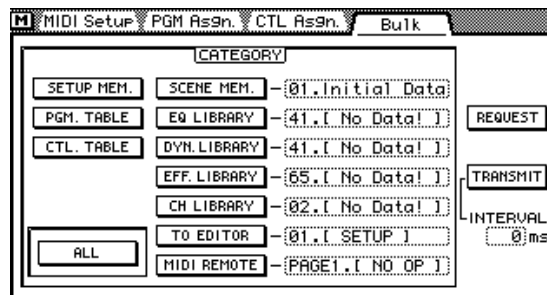 M MIDI Setup PGM Asgn. CTL Asgn. Bulk
CATEGORY
SETUP MEM. SCENE MEM. 01.Initial Data
PGM. TABLE EQ LIBRARY 41.[ No Data! ] REQUEST
CTL. TABLE DYN.LIBRARY 41.[ No Data! ]
EFF. LIBRARY 65.[ No Data! ] TRANSMIT
CH LIBRARY 02.[ No Data! ]
INTERVAL
ALL TO EDITOR 01.[ SETUP ] 0ms
MIDI REMOTE PAGE1.[ NO OP ]